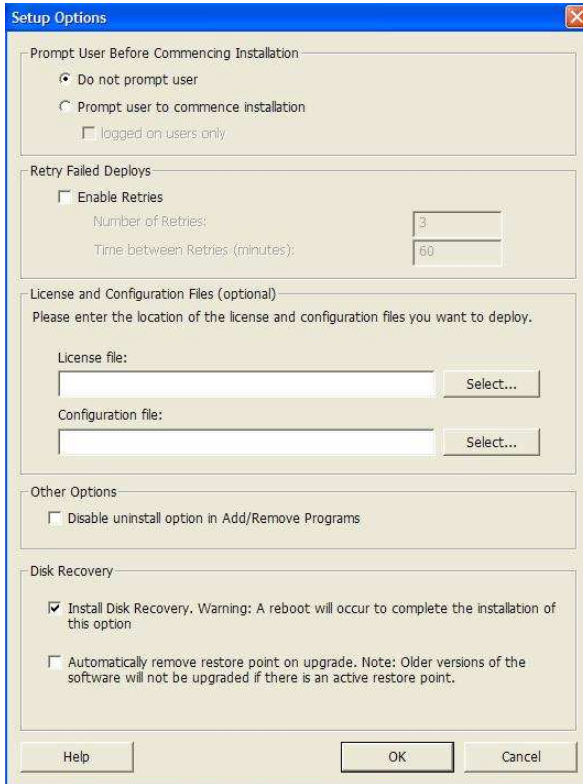 Setup Options
Prompt User Before Commencing Installation
Do not prompt user
Prompt user to commence installation
logged on users only
Retry Failed Deploys
Enable Retries
Number of Retries:
3
Time between Retries (minutes):
60
License and Configuration Files (optional)
Please enter the location of the license and configuration files you want to deploy.
License file:
Select...
Configuration file:
Select...
Other Options
Disable uninstall option in Add/Remove Programs
Disk Recovery
Install Disk Recovery. Warning: A reboot will occur to complete the installation of
this option
Automatically remove restore point on upgrade. Note: Older versions of the
software will not be upgraded if there is an active restore point.
Help
OK
Cancel